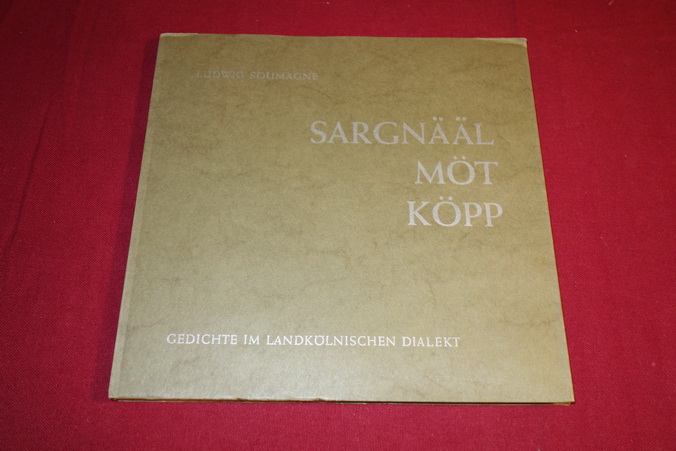 LUDWIG SOUMAGNE
SARGNÄÄL
MÖT
KÖPP
GEDICHTE IM LANDKÖLNISCHEN DIALEKT